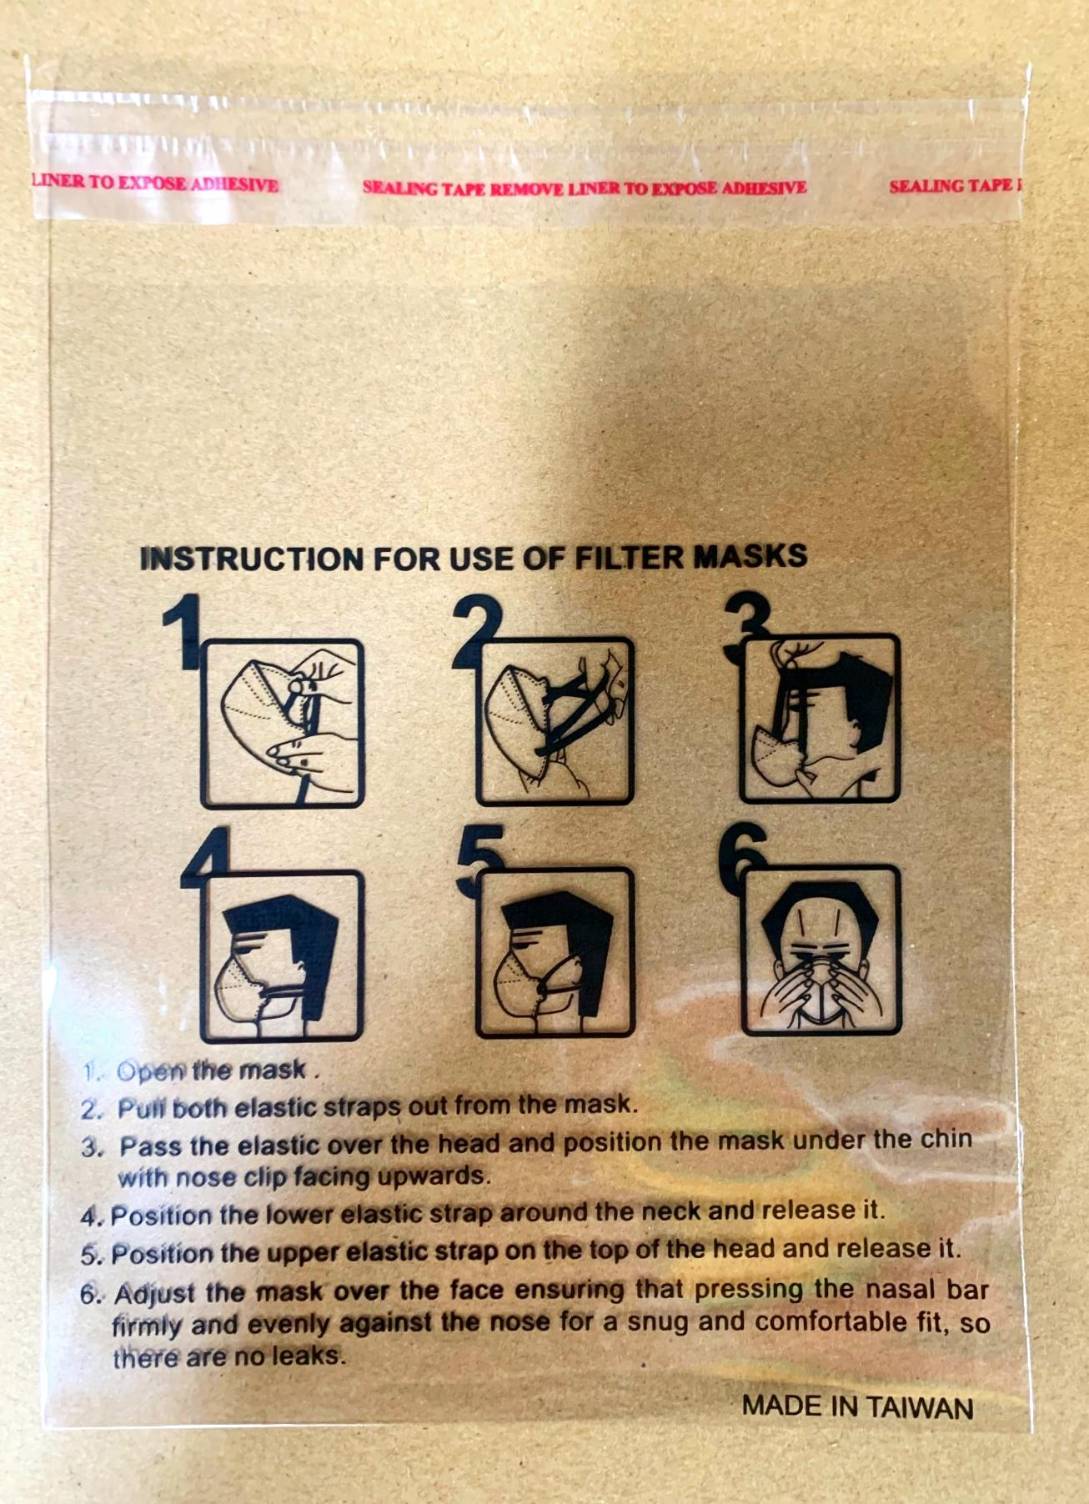 LINER TO EXPOSE ADHESIVE SEALING TAPE REMOVE LINER TO EXPOSE ADHESIVE SEALING TAPE
INSTRUCTION FOR USE OF FILTER MASKS
1 2 3
4 5 6
1. Open the mask .
2. Pull both elastic straps out from the mask.
3. Pass the elastic over the head and position the mask under the chin
with nose clip facing upwards.
4. Position the lower elastic strap around the neck and release it.
5. Position the upper elastic strap on the top of the head and release it.
6. Adjust the mask over the face ensuring that pressing the nasal bar
firmly and evenly against the nose for a snug and comfortable fit, so
there are no leaks.
MADE IN TAIWAN